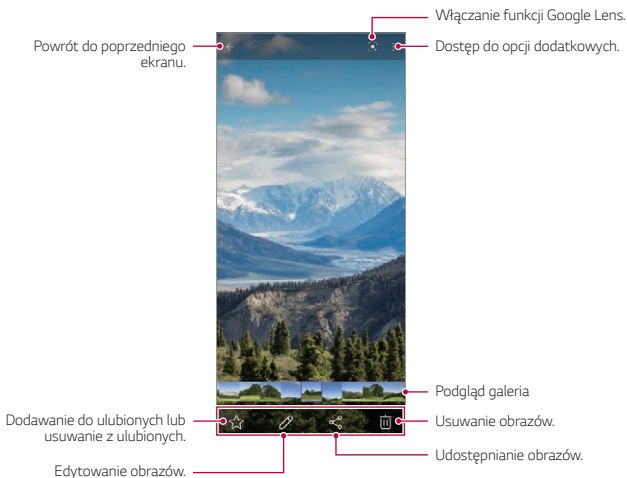 Włączanie funkcji Google Lens.
Powrót do poprzedniego
ekranu.
Dostęp do opcji dodatkowych.
Podgląd galeria
Dodawanie do ulubionych lub
usuwanie z ulubionych.
Usuwanie obrazów.
Udostępnianie obrazów.
Edytowanie obrazów.